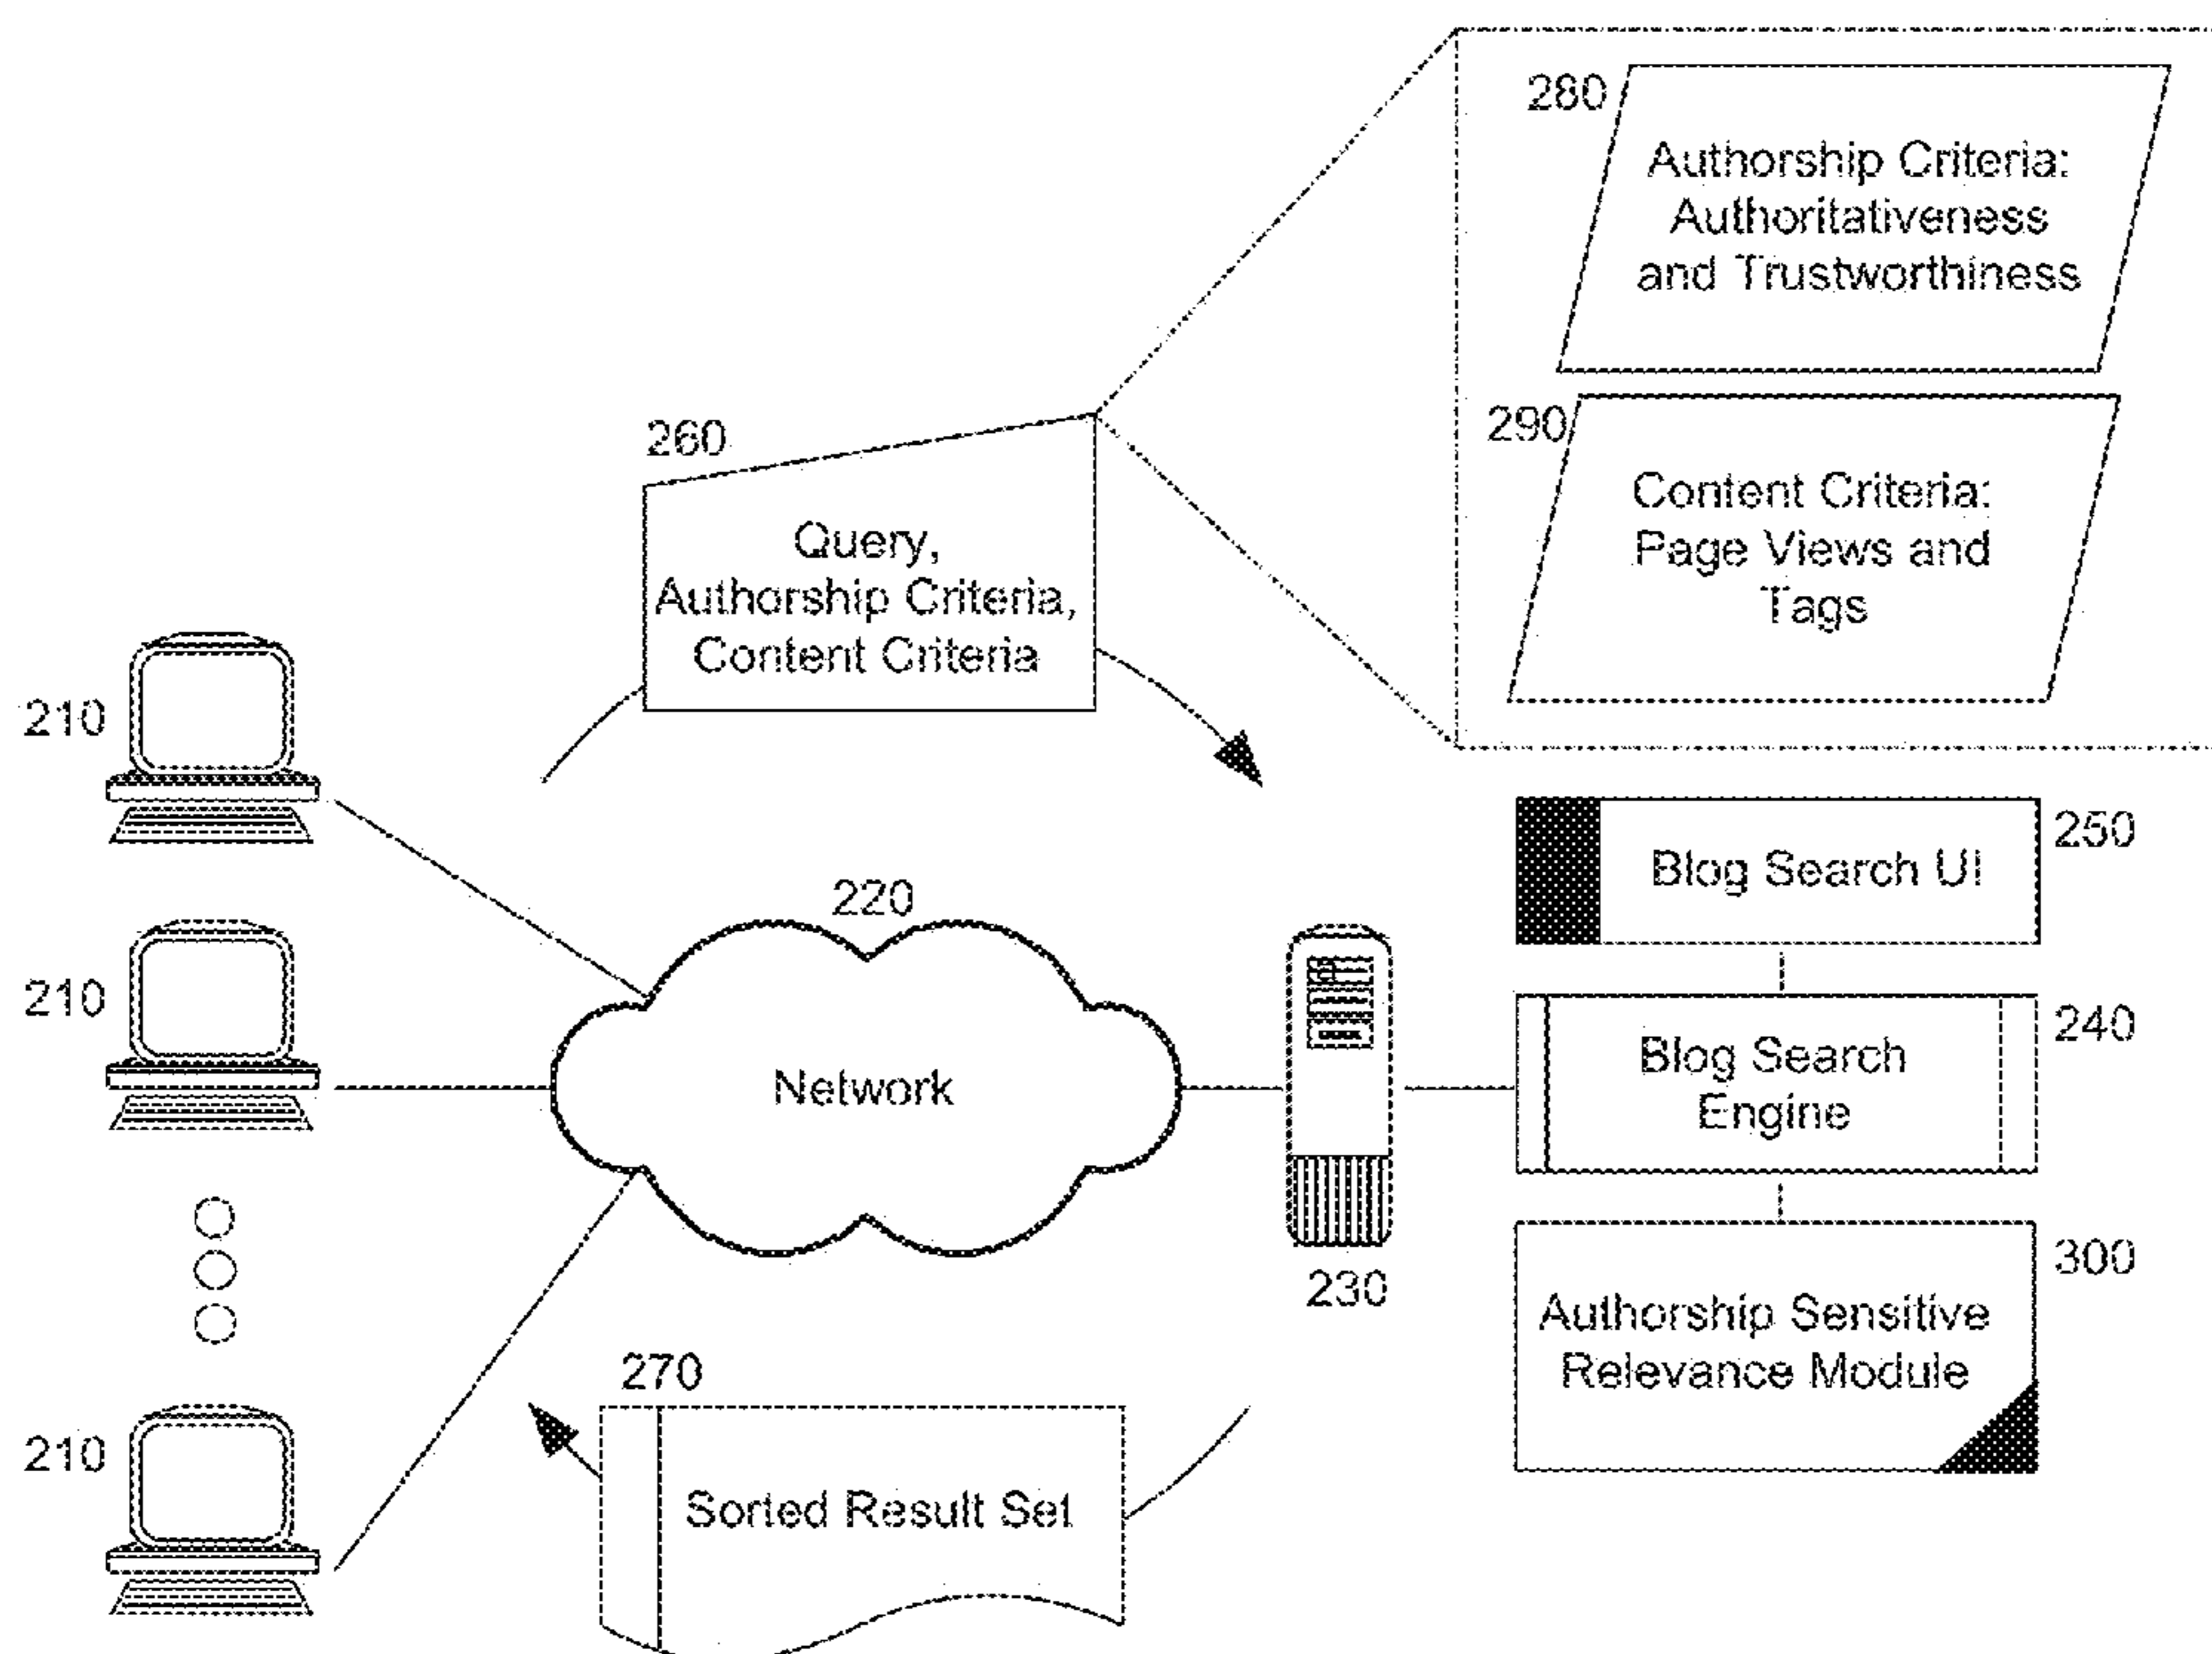 280
Authorship Criteria:
Authoritativeness
and Trustworthiness
290
Content Criteria:
Page Views and
Tags
260
Query,
Authorship Criteria,
Content Criteria
210
210
210
220
Network
230
250
Blog Search UI
240
Blog Search
Engine
300
Authorship Sensitive
Relevance Module
270
Sorted Result Set